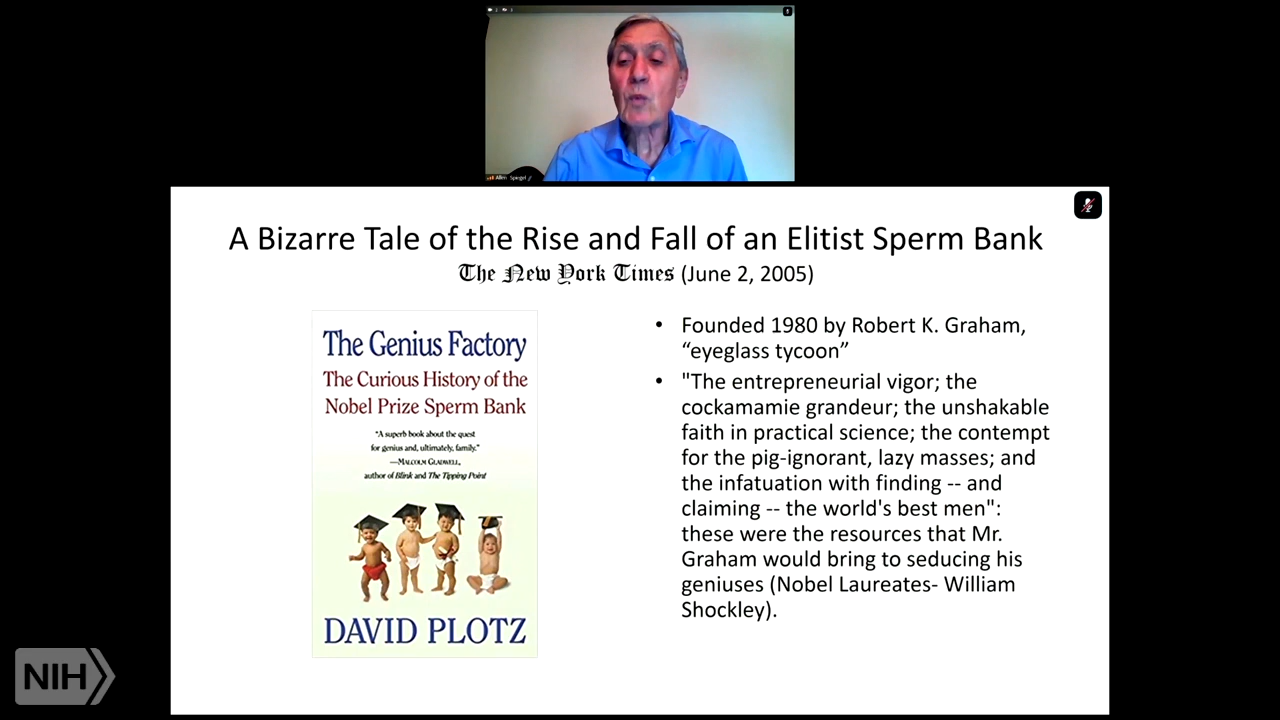 Allen Spiegel
A Bizarre Tale of the Rise and Fall of an Elitist Sperm Bank
The New York Times (June 2, 2005)
The Genius Factory
The Curious History of the
Nobel Prize Sperm Bank
"A superb book about the quest
for genius and, ultimately, family."
—MALCOLM GLADWELL,
author of Blink and The Tipping Point
DAVID PLOTZ
• Founded 1980 by Robert K. Graham,
“eyeglass tycoon”
• "The entrepreneurial vigor; the
cockamamie grandeur; the unshakable
faith in practical science; the contempt
for the pig-ignorant, lazy masses; and
the infatuation with finding -- and
claiming -- the world's best men":
these were the resources that Mr.
Graham would bring to seducing his
geniuses (Nobel Laureates- William
Shockley).
NIH